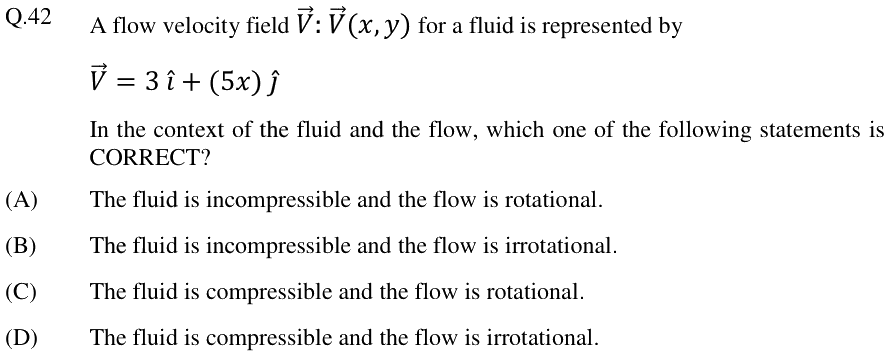 Q.42 A flow velocity field V⃗: V⃗(x, y) for a fluid is represented by
V⃗ = 3 î + (5x) ĵ
In the context of the fluid and the flow, which one of the following statements is
CORRECT?
(A) The fluid is incompressible and the flow is rotational.
(B) The fluid is incompressible and the flow is irrotational.
(C) The fluid is compressible and the flow is rotational.
(D) The fluid is compressible and the flow is irrotational.